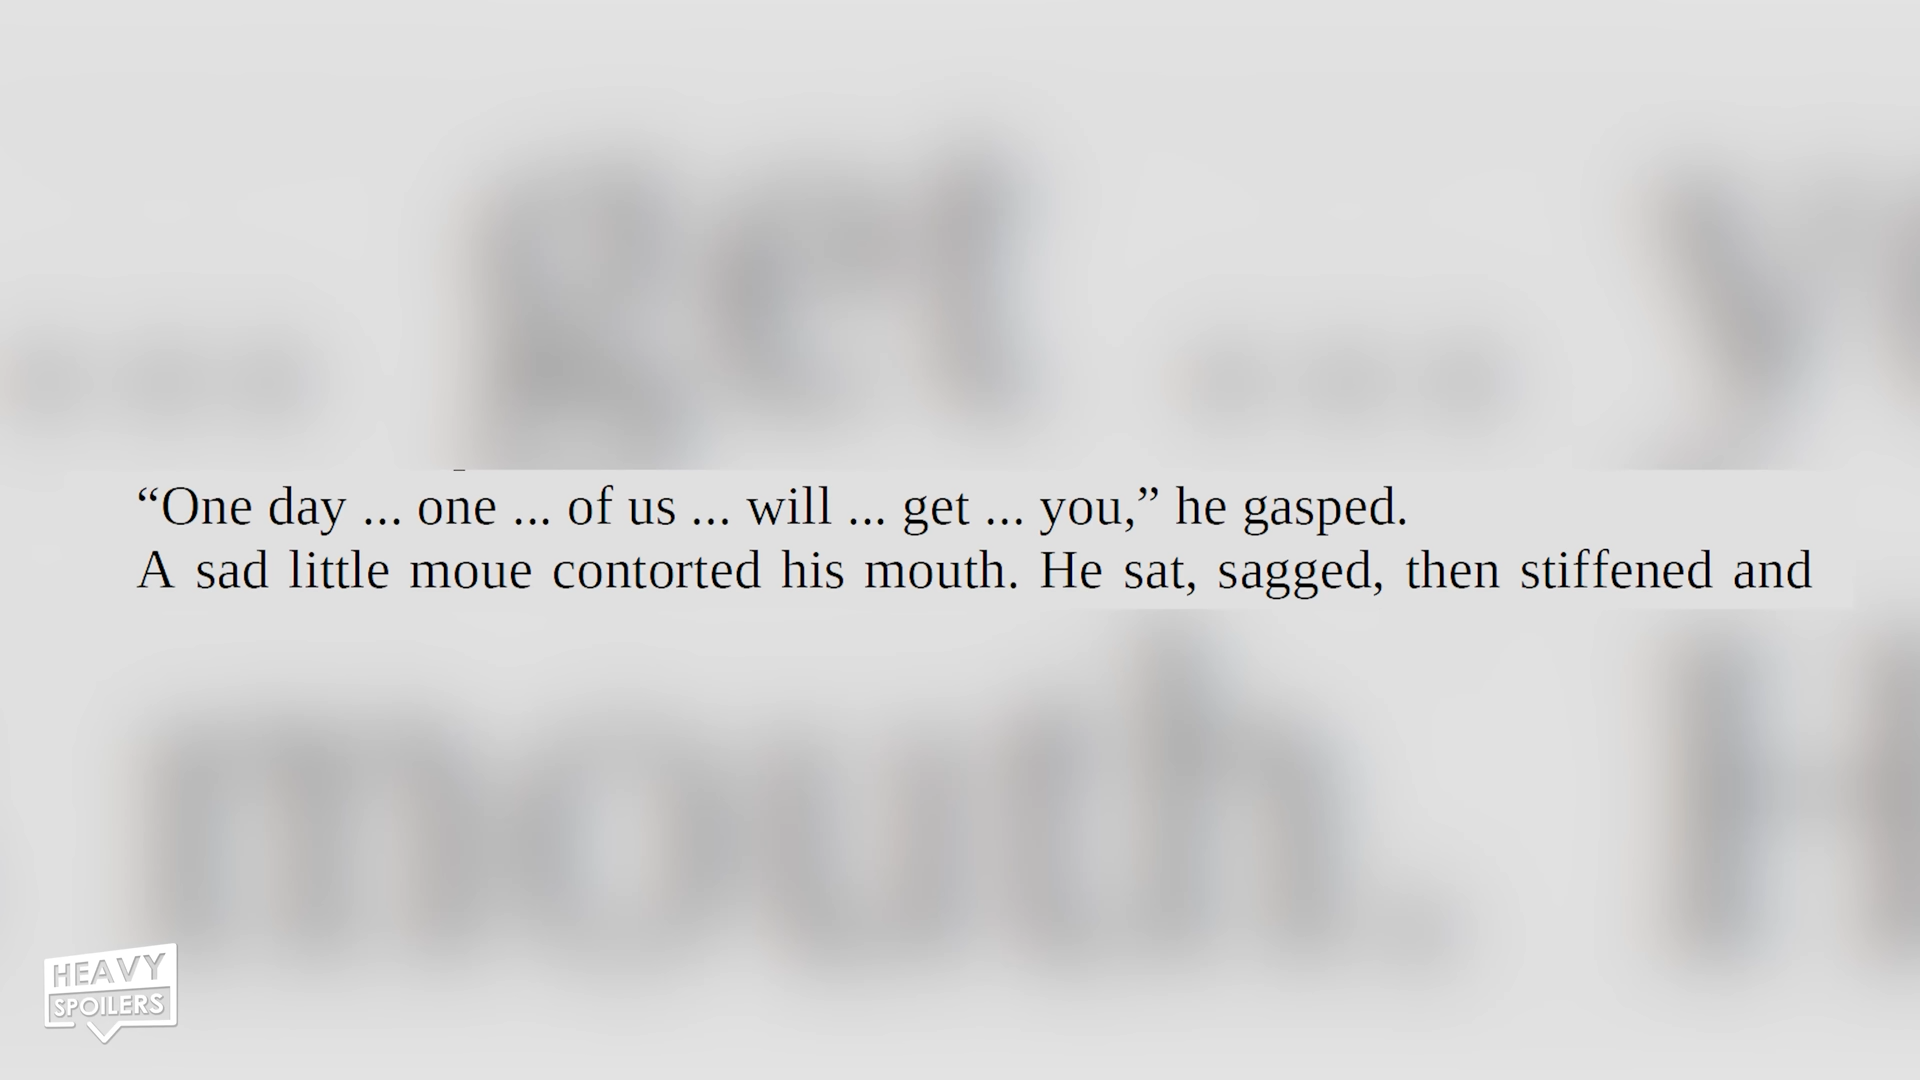 “One day ... one ... of us ... will ... get ... you,” he gasped.
A sad little moue contorted his mouth. He sat, sagged, then stiffened and
HEAVY
SPOILERS